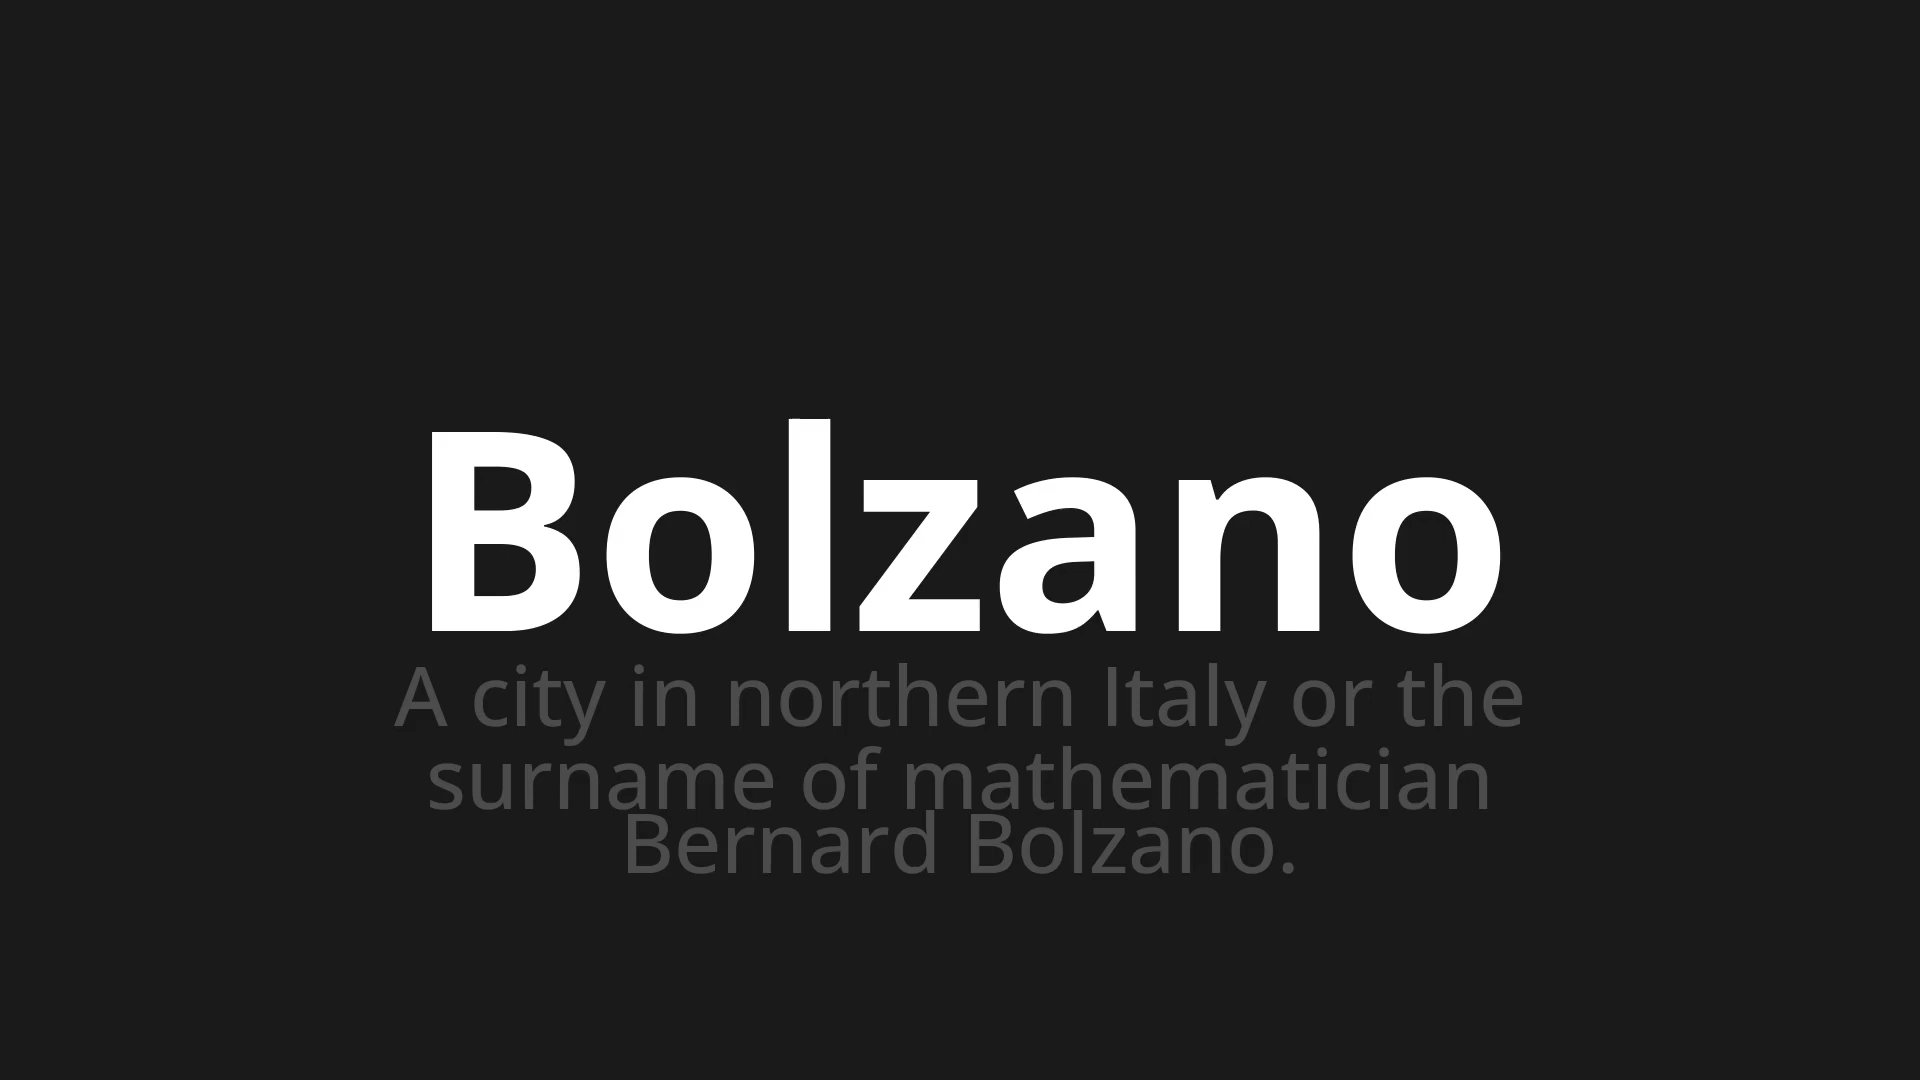 Bolzano
A city in northern Italy or the
surname of mathematician
Bernard Bolzano.